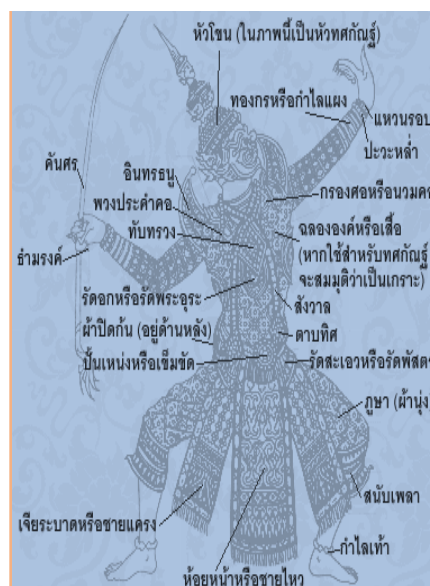 หัวโขน (ในภาพนี้เป็นหัวทศกัณฐ์)
ทองกรหรือกำไลแผง
แหวนรอบ
ปะวะหล่ำ
คันศร
อินทรธนู
พวงประคำคอ
ทับทรวง
กรองศอหรือนวมคอ
ธำมรงค์
ฉลององค์หรือเสื้อ
(หากใช้สำหรับทศกัณฐ์
จะสมมุติว่าเป็นเกราะ)
รัดอกหรือรัดพระอุระ
สังวาล
ผ้าปิดก้น (อยู่ด้านหลัง)
ตาบทิศ
ปั้นเหน่งหรือเข็มขัด
รัดสะเอวหรือรัดพัสตร
ภูษา (ผ้านุ่ง)
สนับเพลา
เจียระบาดหรือชายแครง
กำไลเท้า
ห้อยหน้าหรือชายไหว